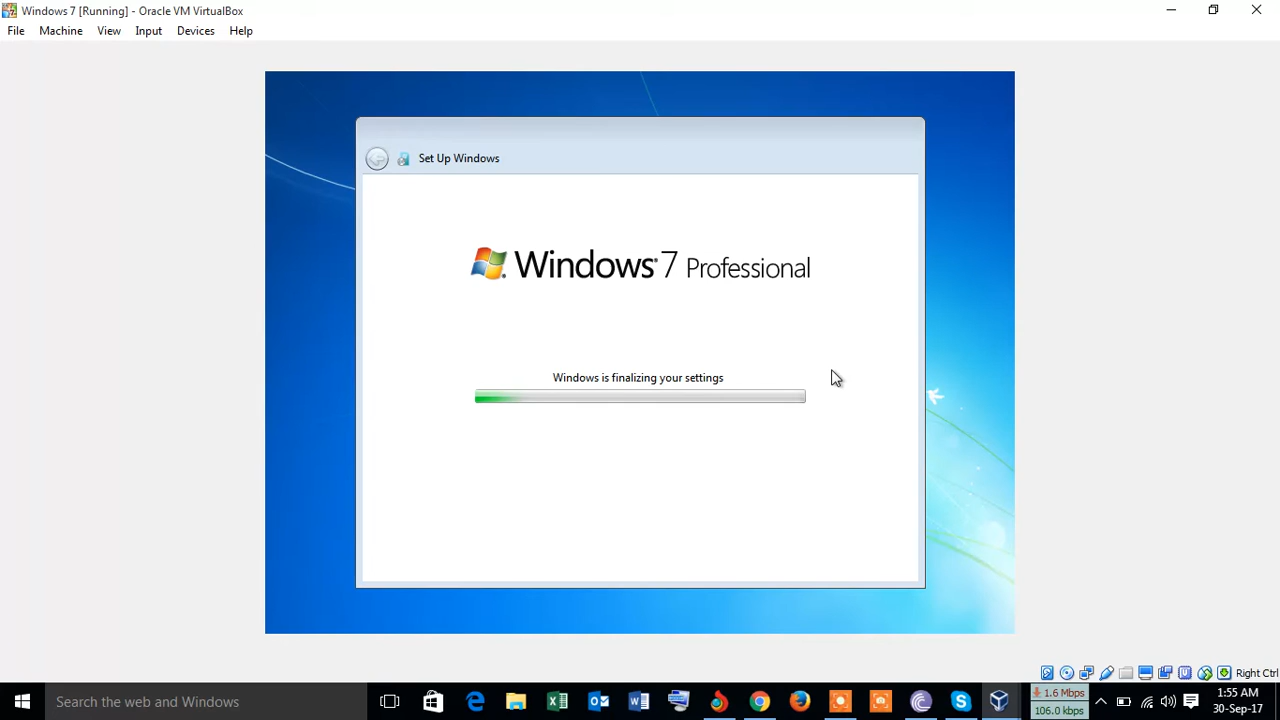 Windows 7 [Running] - Oracle VM VirtualBox
File Machine View Input Devices Help
Set Up Windows
Windows 7 Professional
Windows is finalizing your settings
Right Ctrl
Search the web and Windows
1.6 Mbps
106.0 kbps
1:55 AM
30-Sep-17